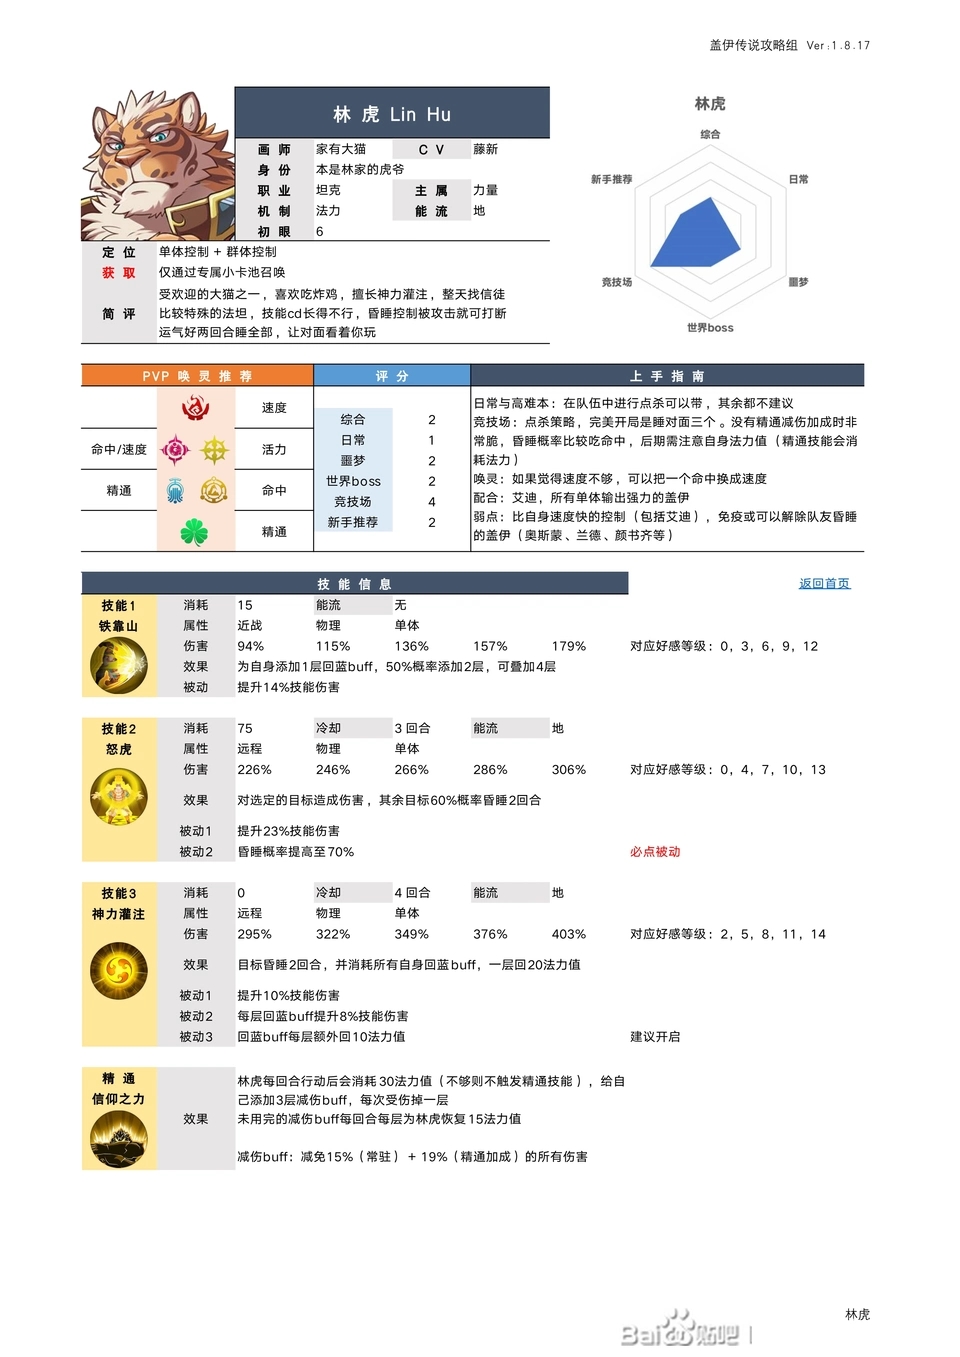 盖伊传说攻略组 Ver:1.8.17
林 虎 Lin Hu
画 师 家有大猫 C V 藤新
身 份 本是林家的虎爷
职 业 坦克 主 属 力量
机 制 法力 能 流 地
初 眼 6
定 位 单体控制 + 群体控制
获 取 仅通过专属小卡池召唤
简 评 受欢迎的大猫之一，喜欢吃炸鸡，擅长神力灌注，整天找信徒
比较特殊的法坦，技能cd长得不行，昏睡控制被攻击就可打断
运气好两回合睡全部，让对面看着你玩
林虎
综合
日常
噩梦
世界boss
竞技场
新手推荐
PVP 唤 灵 推 荐
速度
命中/速度 活力
精通 命中
精通
评 分
综合 2
日常 1
噩梦 2
世界boss 2
竞技场 4
新手推荐 2
上 手 指 南
日常与高难本：在队伍中进行点杀可以带，其余都不建议
竞技场：点杀策略，完美开局是睡对面三个。没有精通减伤加成时非
常脆，昏睡概率比较吃命中，后期需注意自身法力值（精通技能会消
耗法力）
唤灵：如果觉得速度不够，可以把一个命中换成速度
配合：艾迪，所有单体输出强力的盖伊
弱点：比自身速度快的控制（包括艾迪），免疫或可以解除队友昏睡
的盖伊（奥斯蒙、兰德、颜书齐等）
技 能 信 息
返回首页
技能1
铁靠山
消耗 15 能流 无
属性 近战 物理 单体
伤害 94% 115% 136% 157% 179% 对应好感等级：0，3，6，9，12
效果 为自身添加1层回蓝buff，50%概率添加2层，可叠加4层
被动 提升14%技能伤害
技能2
怒虎
消耗 75 冷却 3 回合 能流 地
属性 远程 物理 单体
伤害 226% 246% 266% 286% 306% 对应好感等级：0，4，7，10，13
效果 对选定的目标造成伤害，其余目标60%概率昏睡2回合
被动1 提升23%技能伤害
被动2 昏睡概率提高至70% 必点被动
技能3
神力灌注
消耗 0 冷却 4 回合 能流 地
属性 远程 物理 单体
伤害 295% 322% 349% 376% 403% 对应好感等级：2，5，8，11，14
效果 目标昏睡2回合，并消耗所有自身回蓝buff，一层回20法力值
被动1 提升10%技能伤害
被动2 每层回蓝buff提升8%技能伤害
被动3 回蓝buff每层额外回10法力值 建议开启
精 通
信仰之力
效果
林虎每回合行动后会消耗30法力值（不够则不触发精通技能），给自
己添加3层减伤buff，每次受伤掉一层
未用完的减伤buff每回合每层为林虎恢复15法力值
减伤buff：减免15%（常驻）+ 19%（精通加成）的所有伤害
林虎
Bai 贴吧